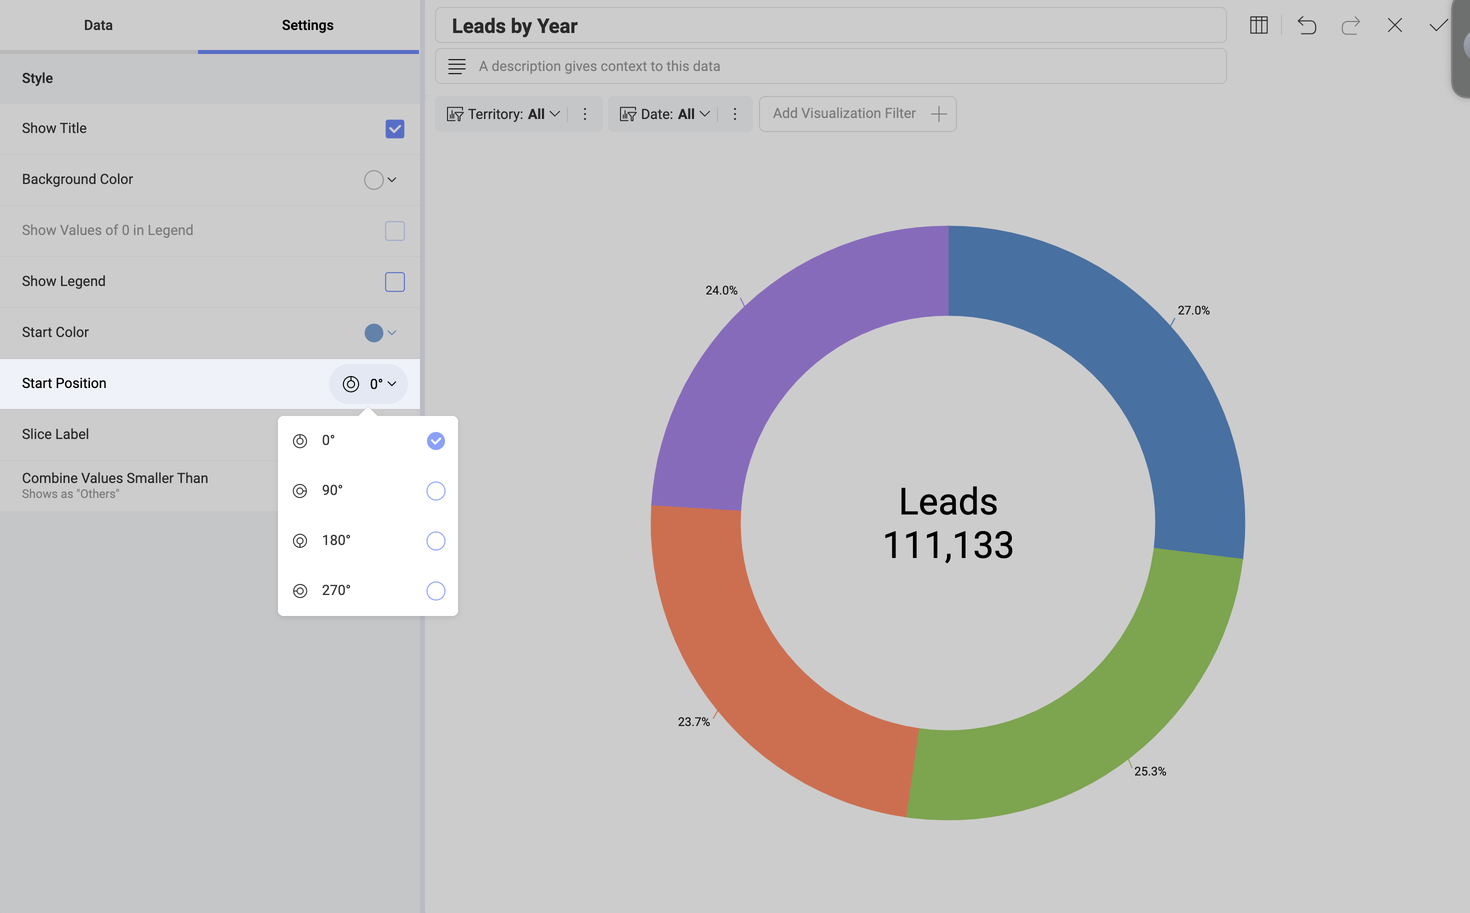 Data
Settings
Style
Show Title
Background Color
Show Values of 0 in Legend
Show Legend
Start Color
Start Position
0°
Slice Label
Combine Values Smaller Than
Shows as "Others"
0°
90°
180°
270°
Leads by Year
A description gives context to this data
Territory: All
Date: All
Add Visualization Filter
24.0%
27.0%
Leads
111,133
23.7%
25.3%